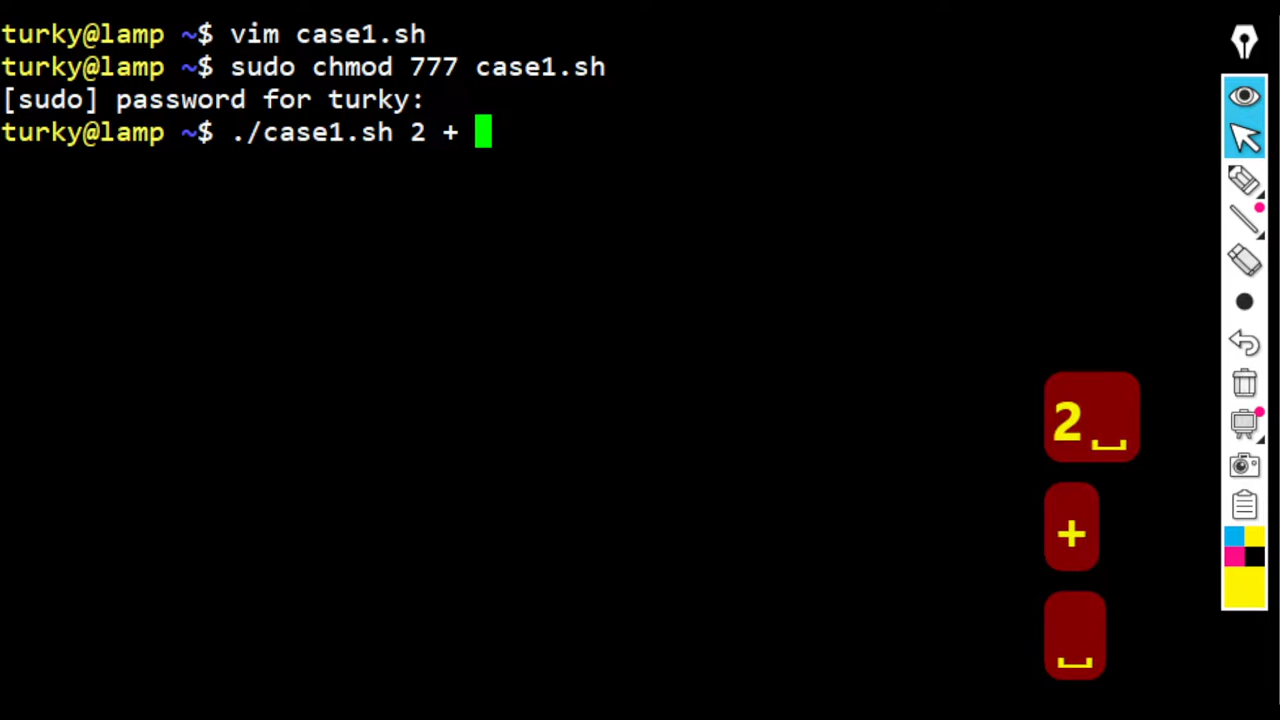 turky@lamp ~$ vim case1.sh
turky@lamp ~$ sudo chmod 777 case1.sh
[sudo] password for turky:
turky@lamp ~$ ./case1.sh 2 +
2␣
+
␣